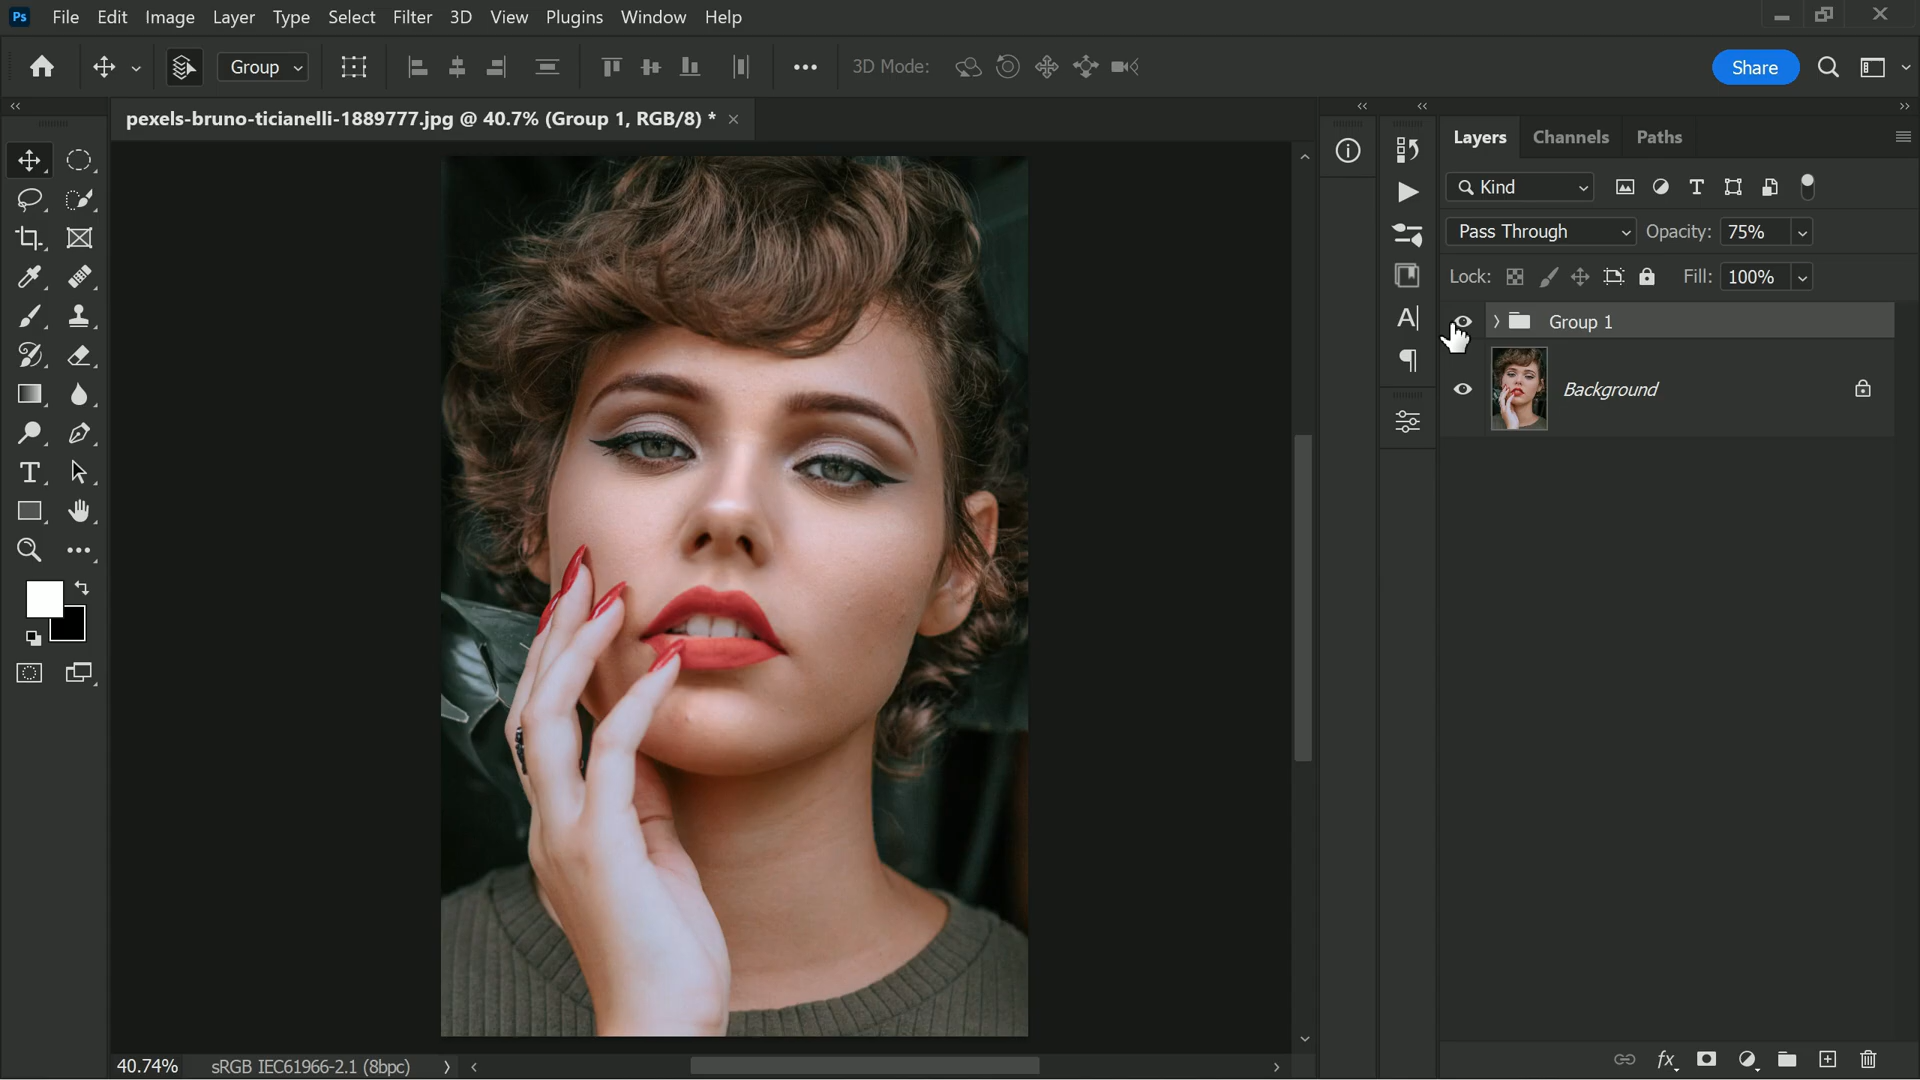 Ps File Edit Image Layer Type Select Filter 3D View Plugins Window Help
Group 3D Mode: Share
pexels-bruno-ticianelli-1889777.jpg @ 40.7% (Group 1, RGB/8) *
Layers Channels Paths
Kind
Pass Through Opacity: 75%
Lock: Fill: 100%
Group 1
Background
40.74% sRGB IEC61966-2.1 (8bpc)